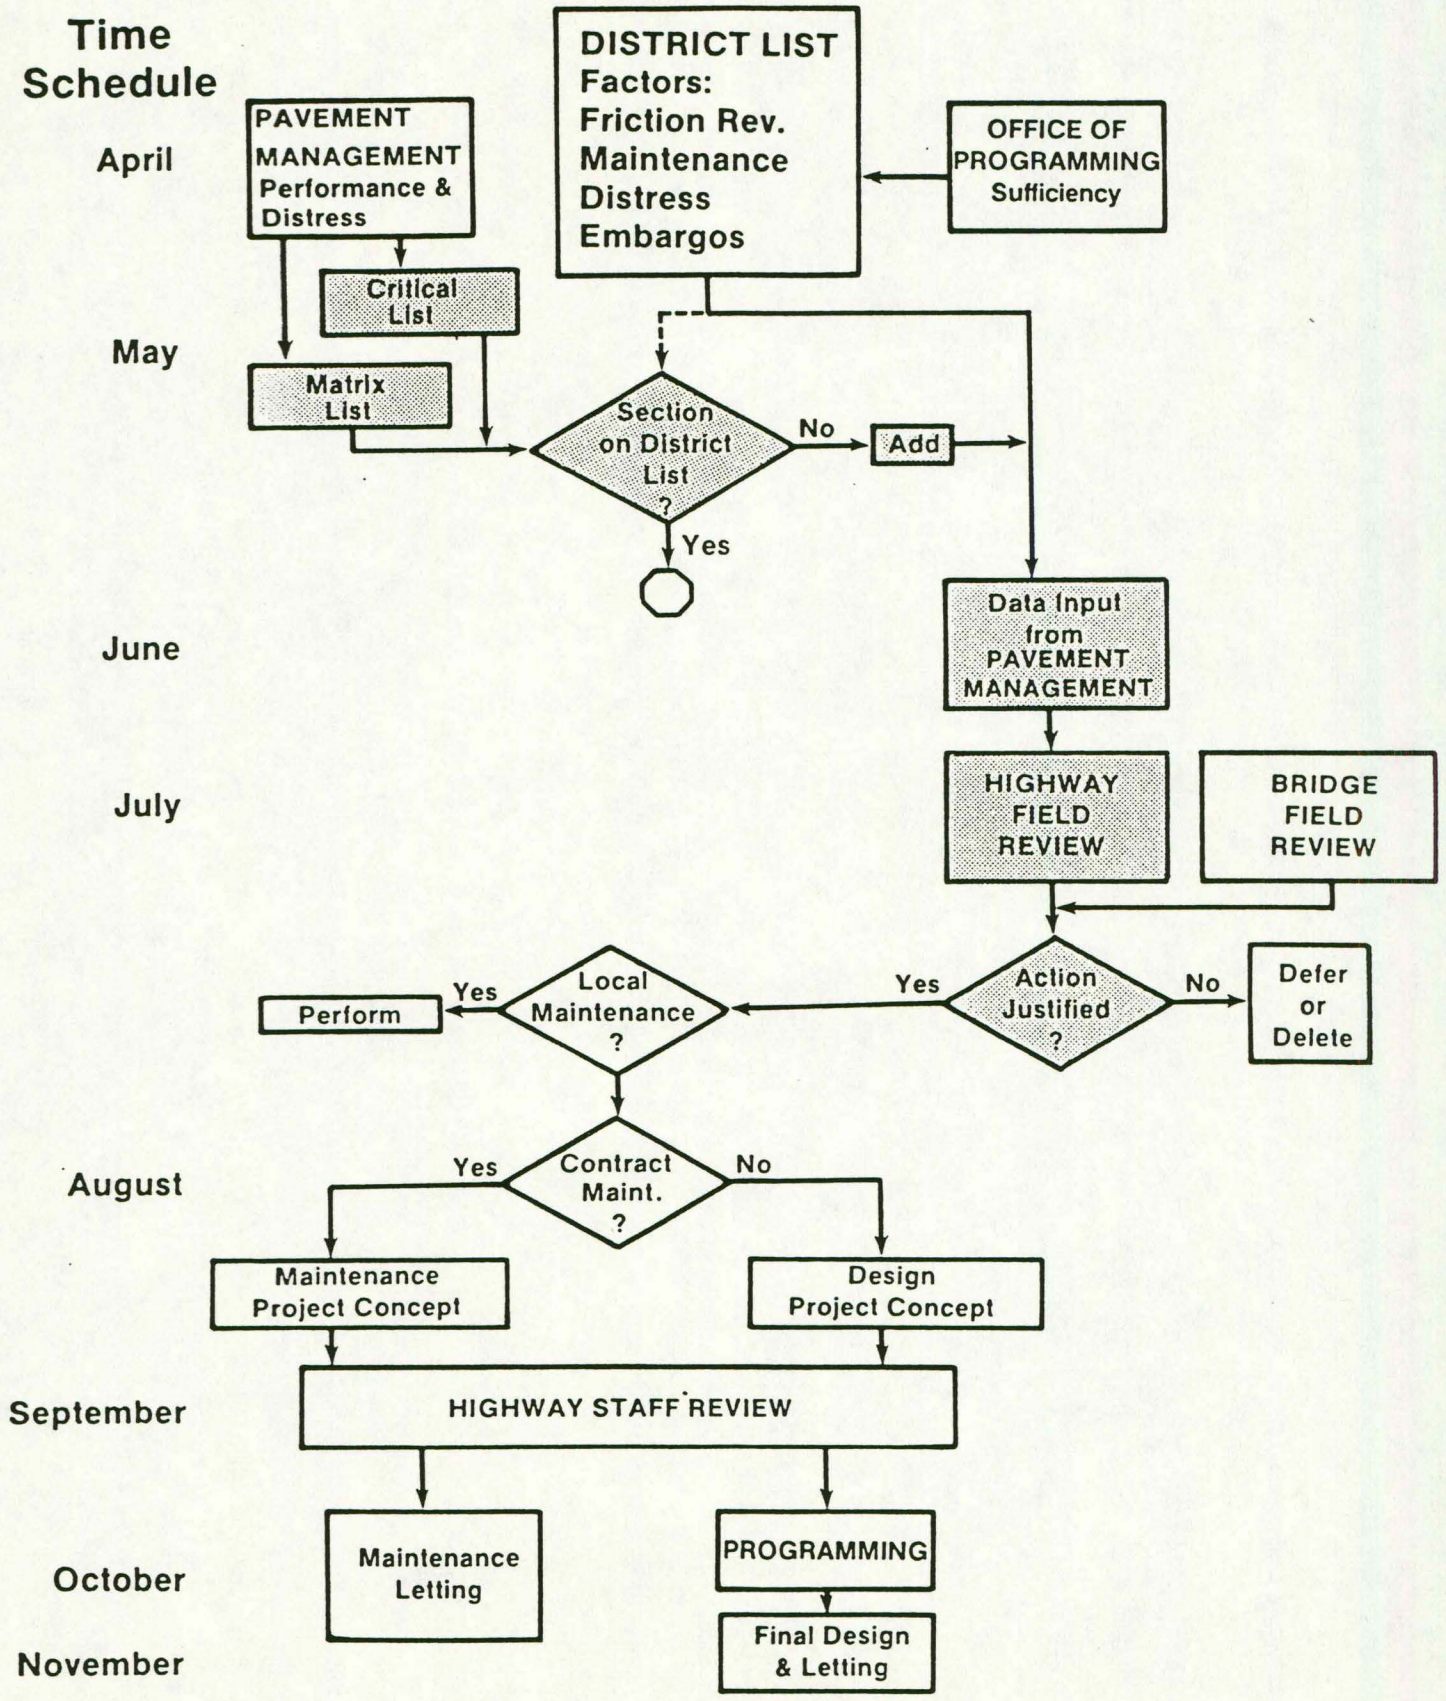 Time
Schedule
April
PAVEMENT
MANAGEMENT
Performance &
Distress
DISTRICT LIST
Factors:
Friction Rev.
Maintenance
Distress
Embargos
OFFICE OF
PROGRAMMING
Sufficiency
Critical
List
May
Matrix
List
Section
on District
List
?
No
Add
Yes
June
Data Input
from
PAVEMENT
MANAGEMENT
July
HIGHWAY
FIELD
REVIEW
BRIDGE
FIELD
REVIEW
Action
Justified
?
No
Defer
or
Delete
Yes
Local
Maintenance
?
Yes
Perform
August
Contract
Maint.
?
Yes
No
Maintenance
Project Concept
Design
Project Concept
September
HIGHWAY STAFF REVIEW
October
Maintenance
Letting
PROGRAMMING
November
Final Design
& Letting